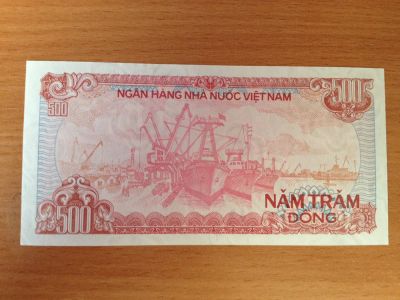 NGÂN HÀNG NHÀ NƯỚC VIỆT NAM
500
500
500
NĂM TRĂM
ĐỒNG